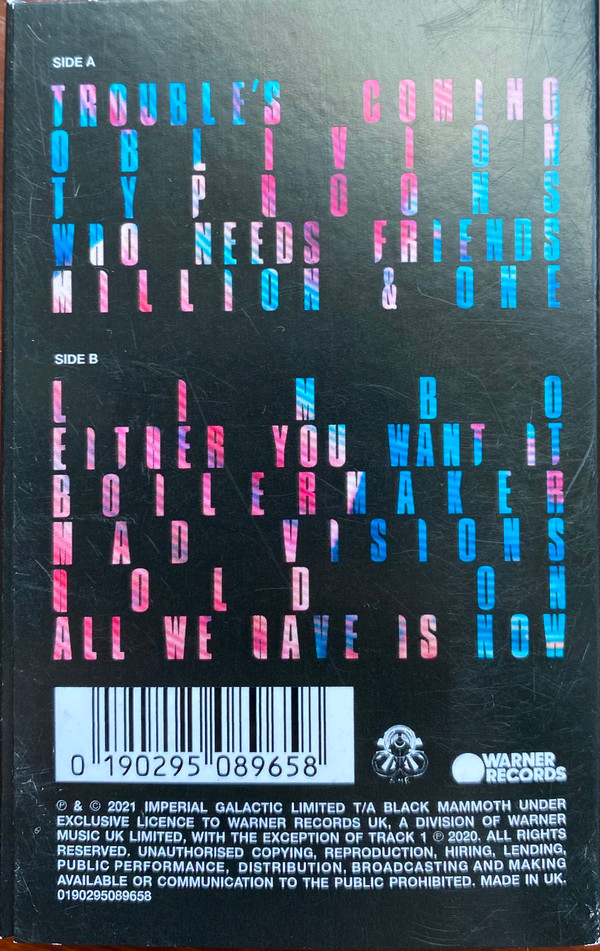 SIDE A
TROUBLE'S COMING
OBLIVION
TYPHOONS
WHO NEEDS FRIENDS
MILLION & ONE
SIDE B
LIMBO
EITHER YOU WANT IT
BOILERMAKER
MAD VISIONS
HOLD ON
ALL WE HAVE IS NOW
0 190295 089658
WARNER
RECORDS
℗ & © 2021 IMPERIAL GALACTIC LIMITED T/A BLACK MAMMOTH UNDER
EXCLUSIVE LICENCE TO WARNER RECORDS UK, A DIVISION OF WARNER
MUSIC UK LIMITED, WITH THE EXCEPTION OF TRACK 1 ℗ 2020. ALL RIGHTS
RESERVED. UNAUTHORISED COPYING, REPRODUCTION, HIRING, LENDING,
PUBLIC PERFORMANCE, DISTRIBUTION, BROADCASTING AND MAKING
AVAILABLE OR COMMUNICATION TO THE PUBLIC PROHIBITED. MADE IN UK.
0190295089658